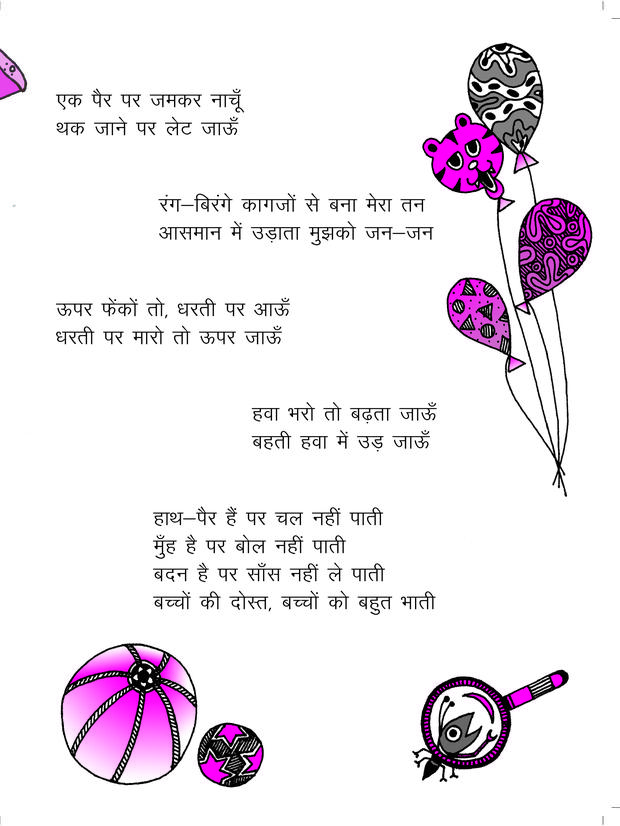 एक पैर पर जमकर नाचूँ
थक जाने पर लेट जाऊँ
रंग–बिरंगे कागजों से बना मेरा तन
आसमान में उड़ाता मुझको जन–जन
ऊपर फेंकों तो, धरती पर आऊँ
धरती पर मारो तो ऊपर जाऊँ
हवा भरो तो बढ़ता जाऊँ
बहती हवा में उड़ जाऊँ
हाथ–पैर हैं पर चल नहीं पाती
मुँह है पर बोल नहीं पाती
बदन है पर साँस नहीं ले पाती
बच्चों की दोस्त, बच्चों को बहुत भाती